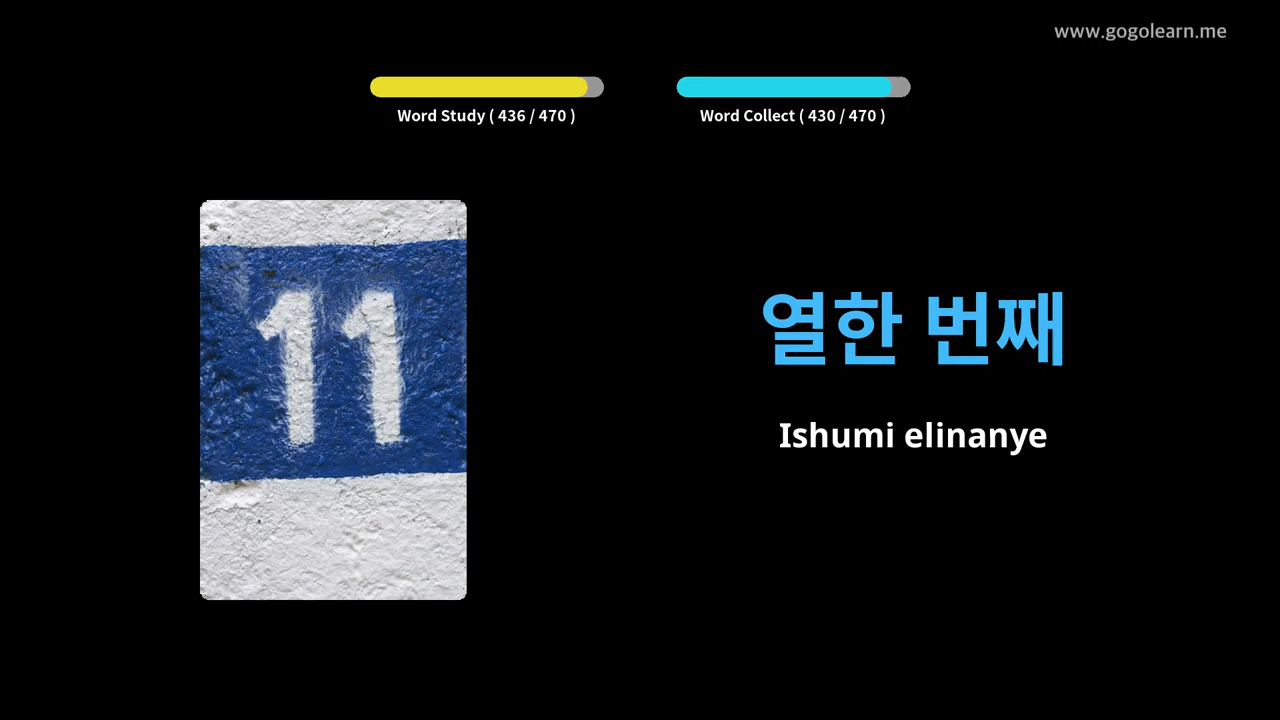 www.gogolearn.me
Word Study ( 436 / 470 )
Word Collect ( 430 / 470 )
11
열한 번째
Ishumi elinanye